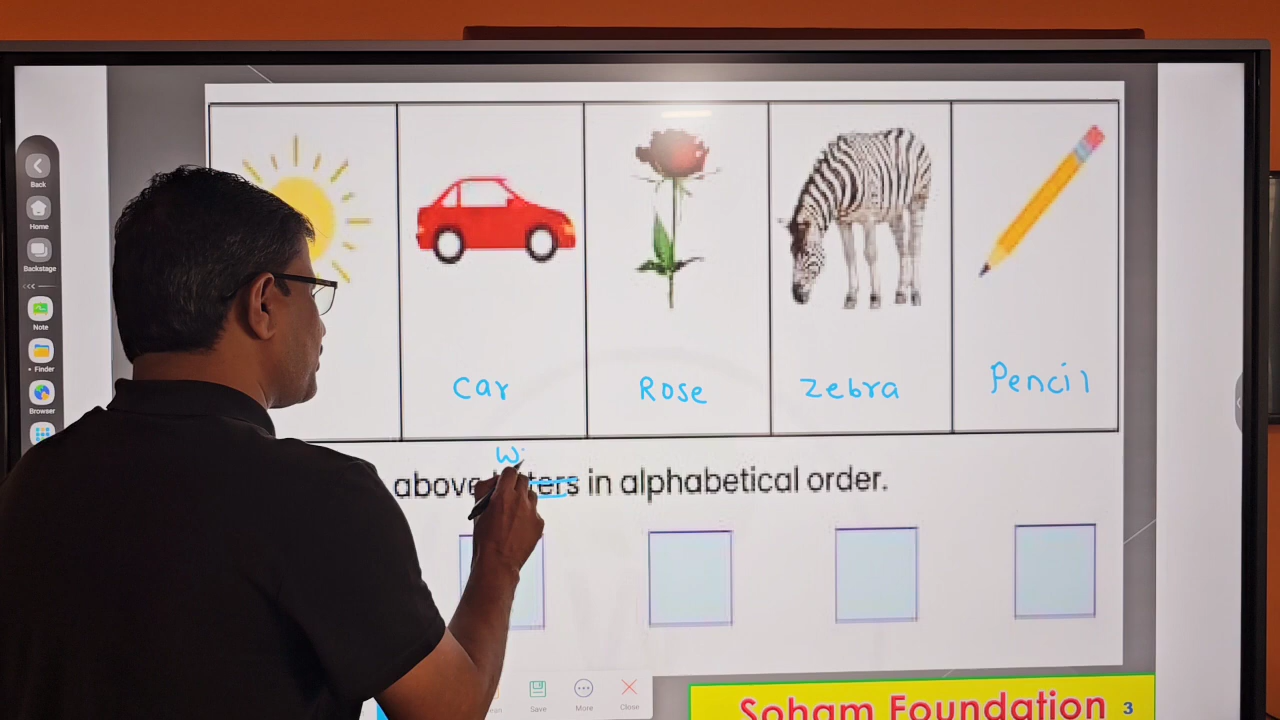 Back
Home
Backstage
Note
Finder
Browser
Car Rose Zebra Pencil
W
above in alphabetical order.
Save More Close
Soham Foundation 3